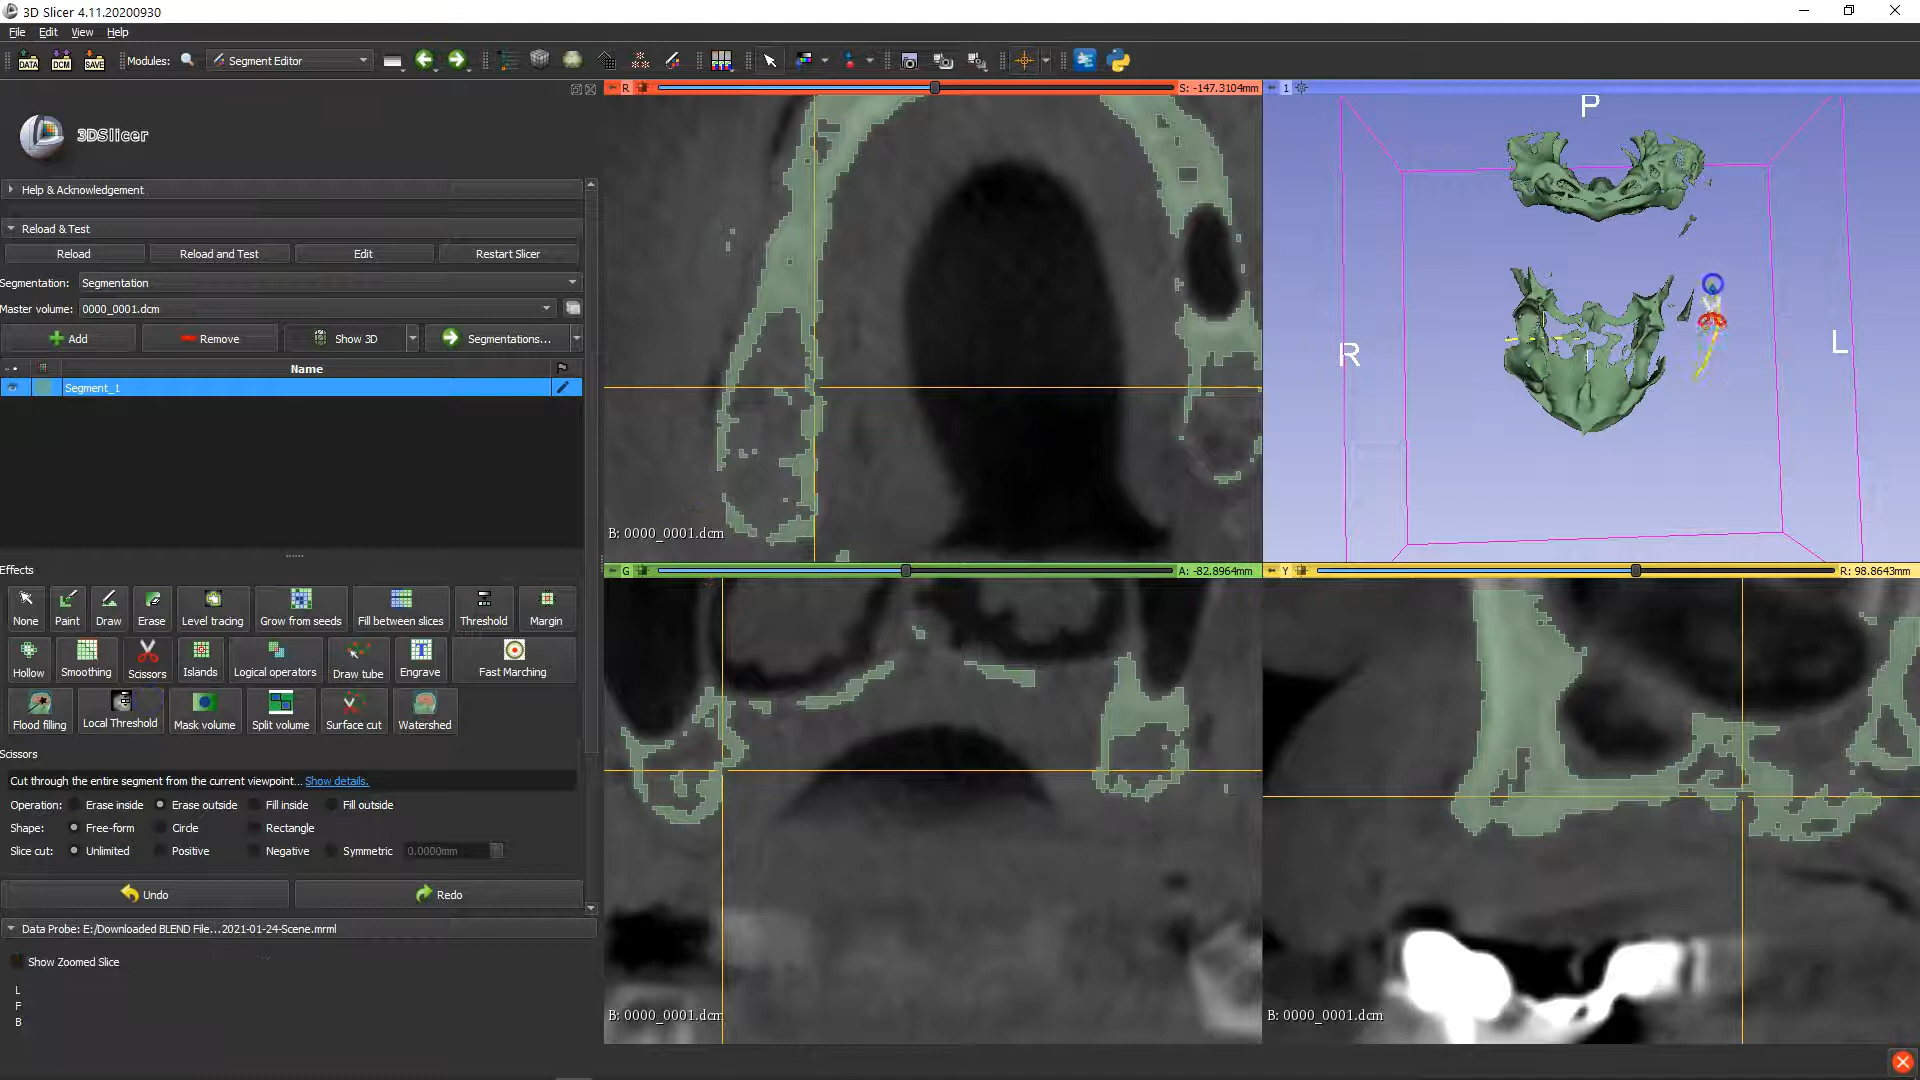 3D Slicer 4.11.20200930
File Edit View Help
DATA DCM SAVE Modules: Segment Editor
R S: -147.3104mm
1
3DSlicer
Help & Acknowledgement
Reload & Test
Reload Reload and Test Edit Restart Slicer
Segmentation: Segmentation
Master volume: 0000_0001.dcm
Add Remove Show 3D Segmentations...
Name
Segment_1
P
R L
B: 0000_0001.dcm
Effects
G A: -82.8964mm
Y R: 98.8643mm
None Paint Draw Erase Level tracing Grow from seeds Fill between slices Threshold Margin
Hollow Smoothing Scissors Islands Logical operators Draw tube Engrave Fast Marching
Flood filling Local Threshold Mask volume Split volume Surface cut Watershed
Scissors
Cut through the entire segment from the current viewpoint... Show details.
Operation: Erase inside Erase outside Fill inside Fill outside
Shape: Free-form Circle Rectangle
Slice cut: Unlimited Positive Negative Symmetric 0.0000mm
Undo Redo
Data Probe: E:/Downloaded BLEND File...2021-01-24-Scene.mrml
Show Zoomed Slice
L
F
B
B: 0000_0001.dcm
B: 0000_0001.dcm